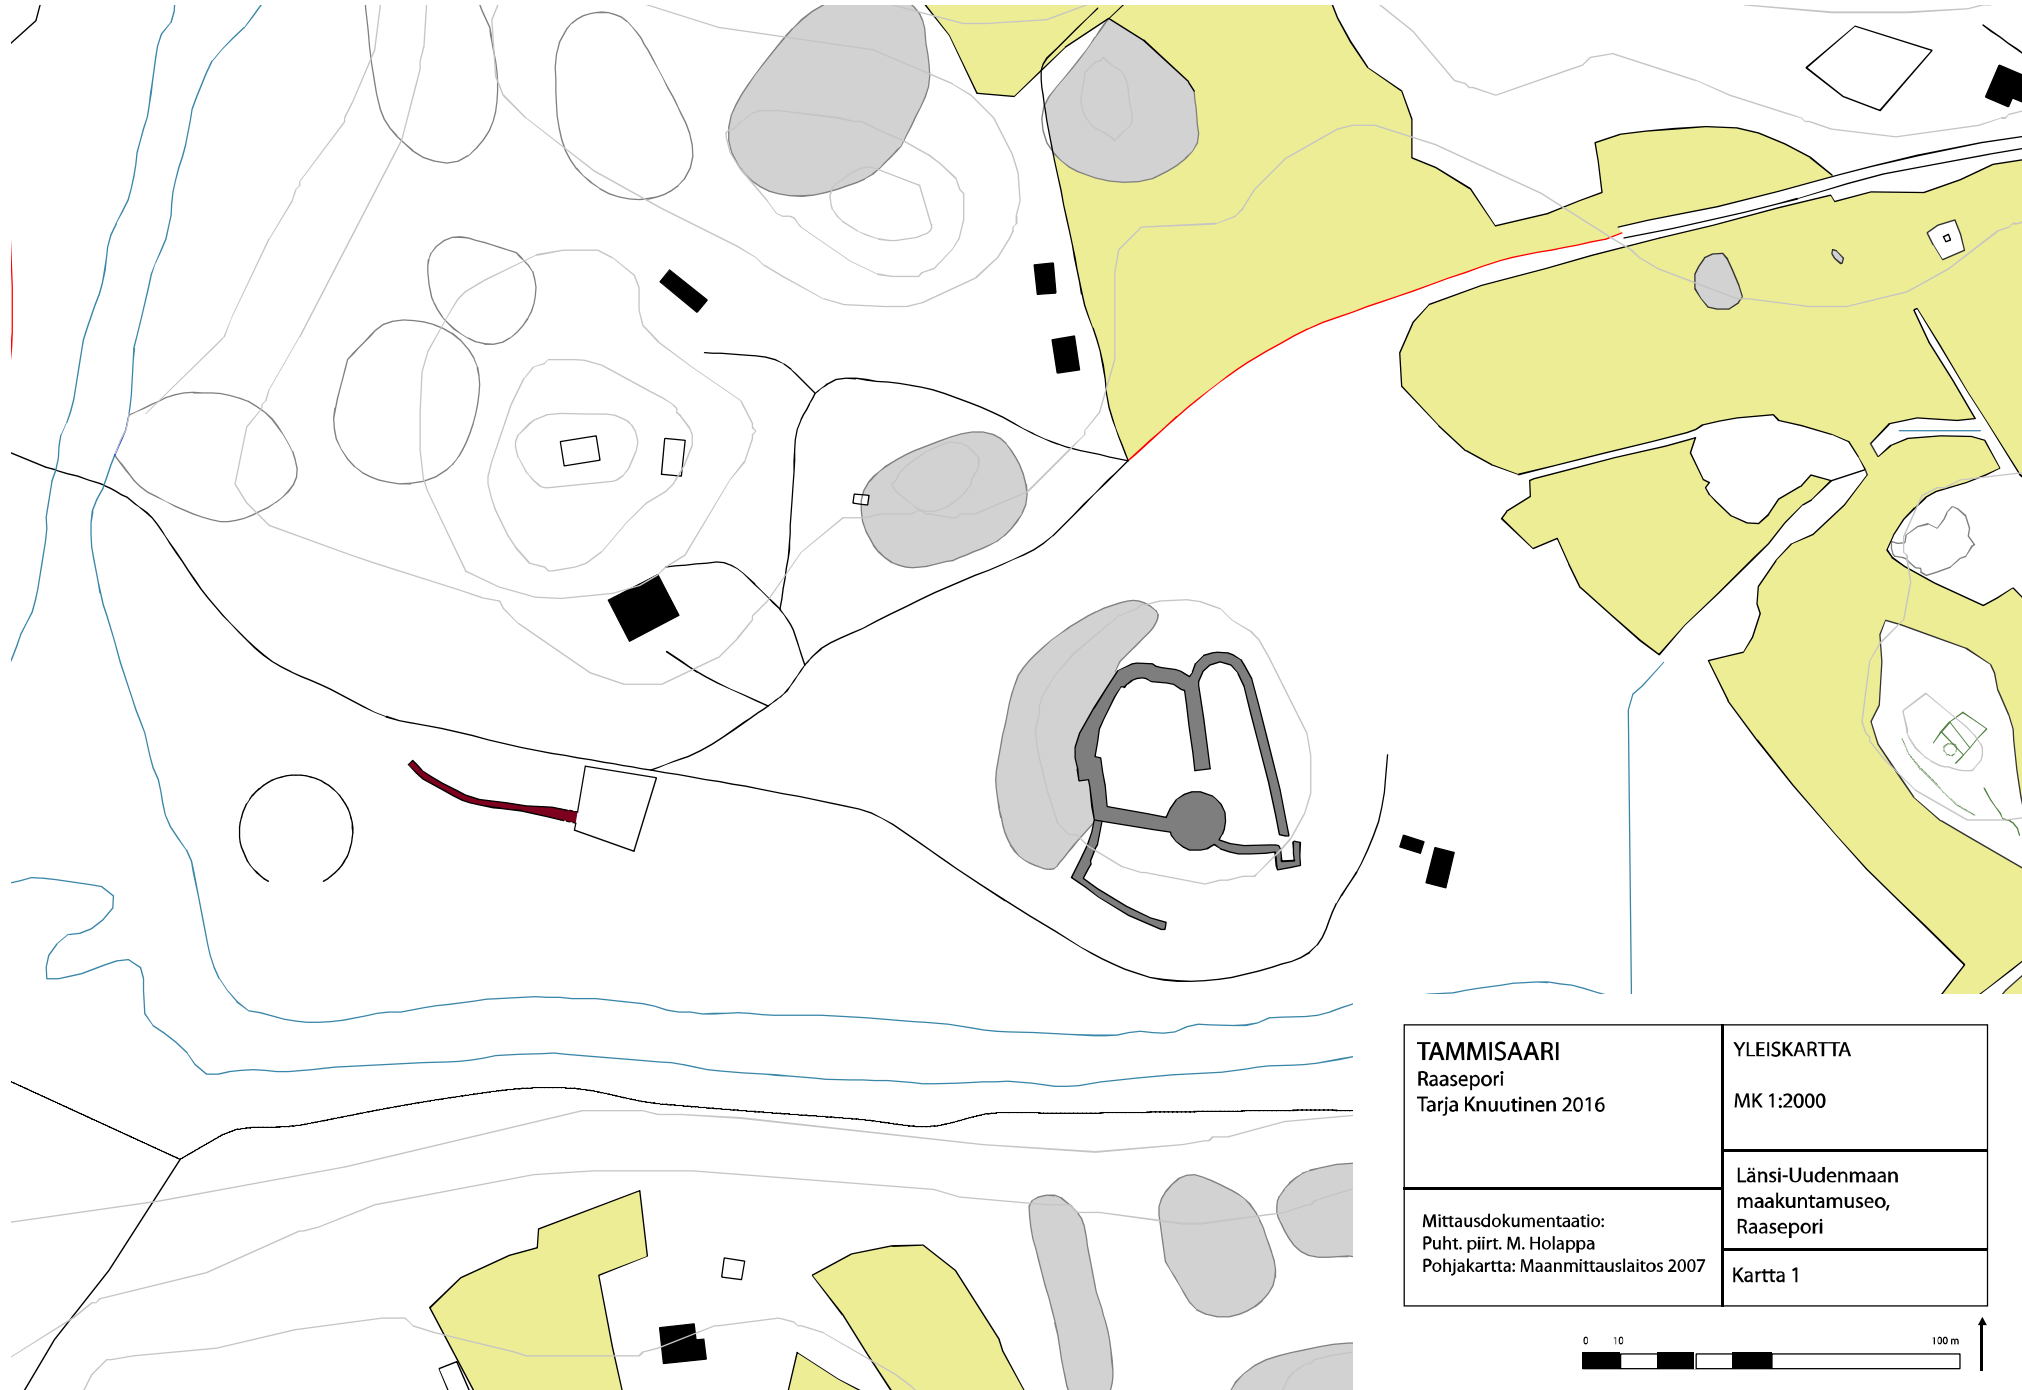 TAMMISAARI
Raasepori
Tarja Knuutinen 2016
YLEISKARTTA
MK 1:2000
Länsi-Uudenmaan
maakuntamuseo,
Raasepori
Mittausdokumentaatio:
Puht. piirt. M. Holappa
Pohjakartta: Maanmittauslaitos 2007
Kartta 1
0 10 100 m